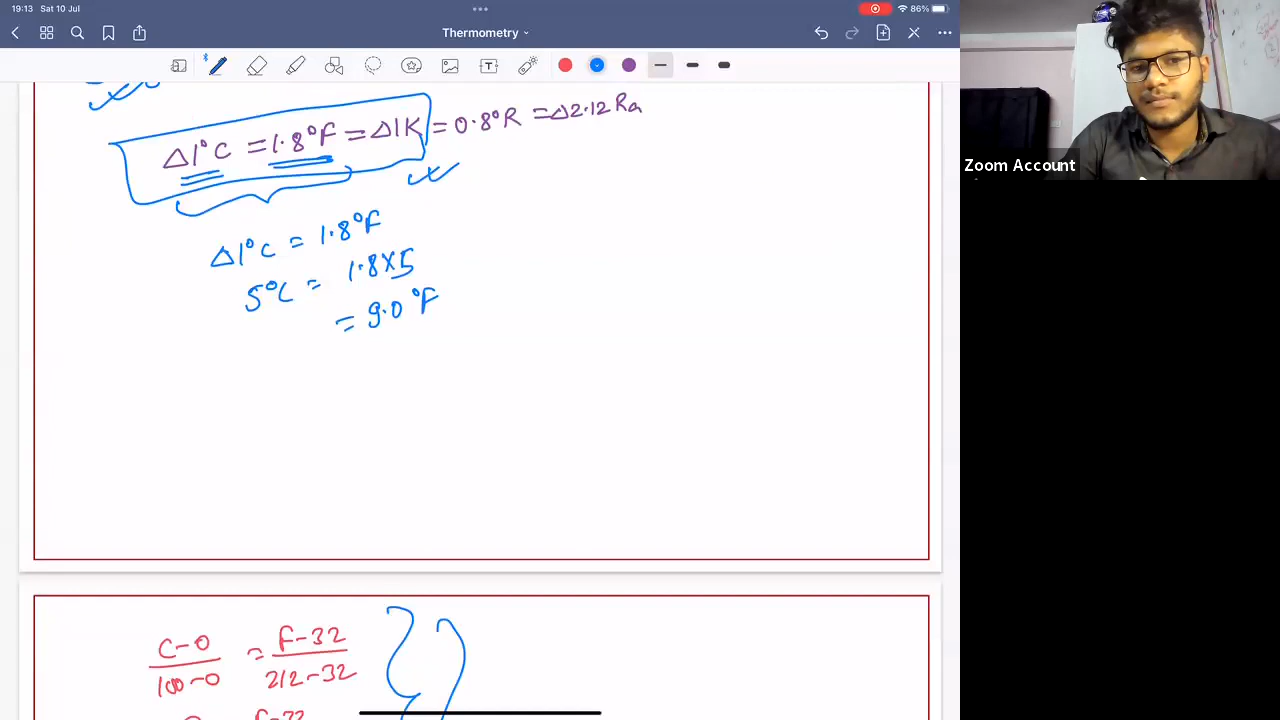 19:13 Sat 10 Jul
86%
Thermometry
Δ1°C = 1.8°F = Δ1K = 0.8°R = Δ2.12 Ra
Δ1°C = 1.8°F
5°C = 1.8×5
= 9.0°F
C-0/100-0 = F-32/212-32
F-32
Zoom Account